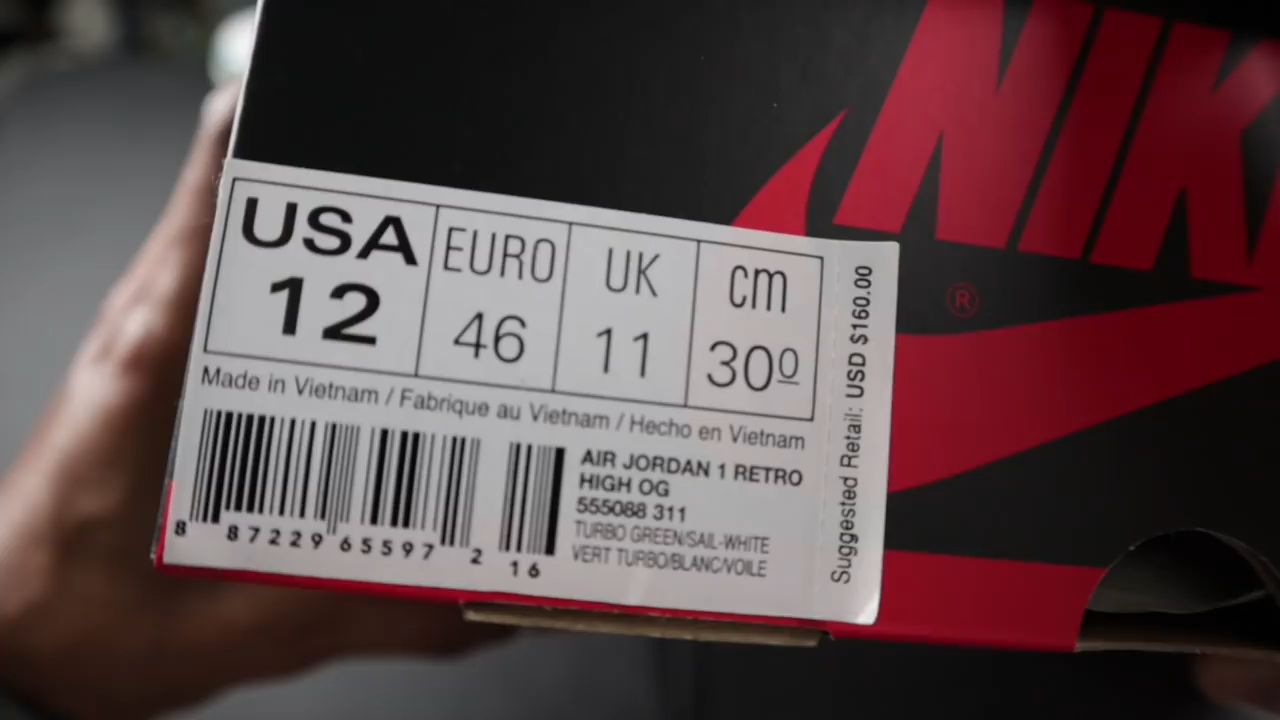 NIK
®
USA EURO UK cm
12 46 11 30º
Made in Vietnam / Fabrique au Vietnam / Hecho en Vietnam
AIR JORDAN 1 RETRO
HIGH OG
555088 311
TURBO GREEN/SAIL-WHITE
VERT TURBO/BLANC/VOILE
8 87229 65597 2 16
Suggested Retail: USD $160.00